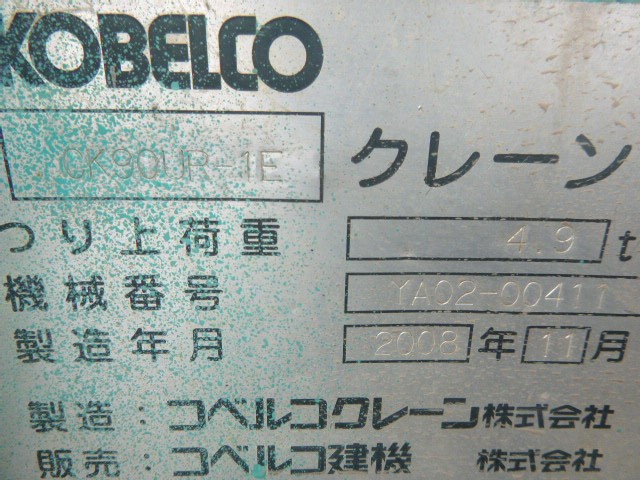 KOBELCO
CK90UR-1E クレーン
つり上荷重 4.9 t
機械番号 YA02-00411
製造年月 2008 年 11 月
製造：コベルコクレーン株式会社
販売：コベルコ建機 株式会社